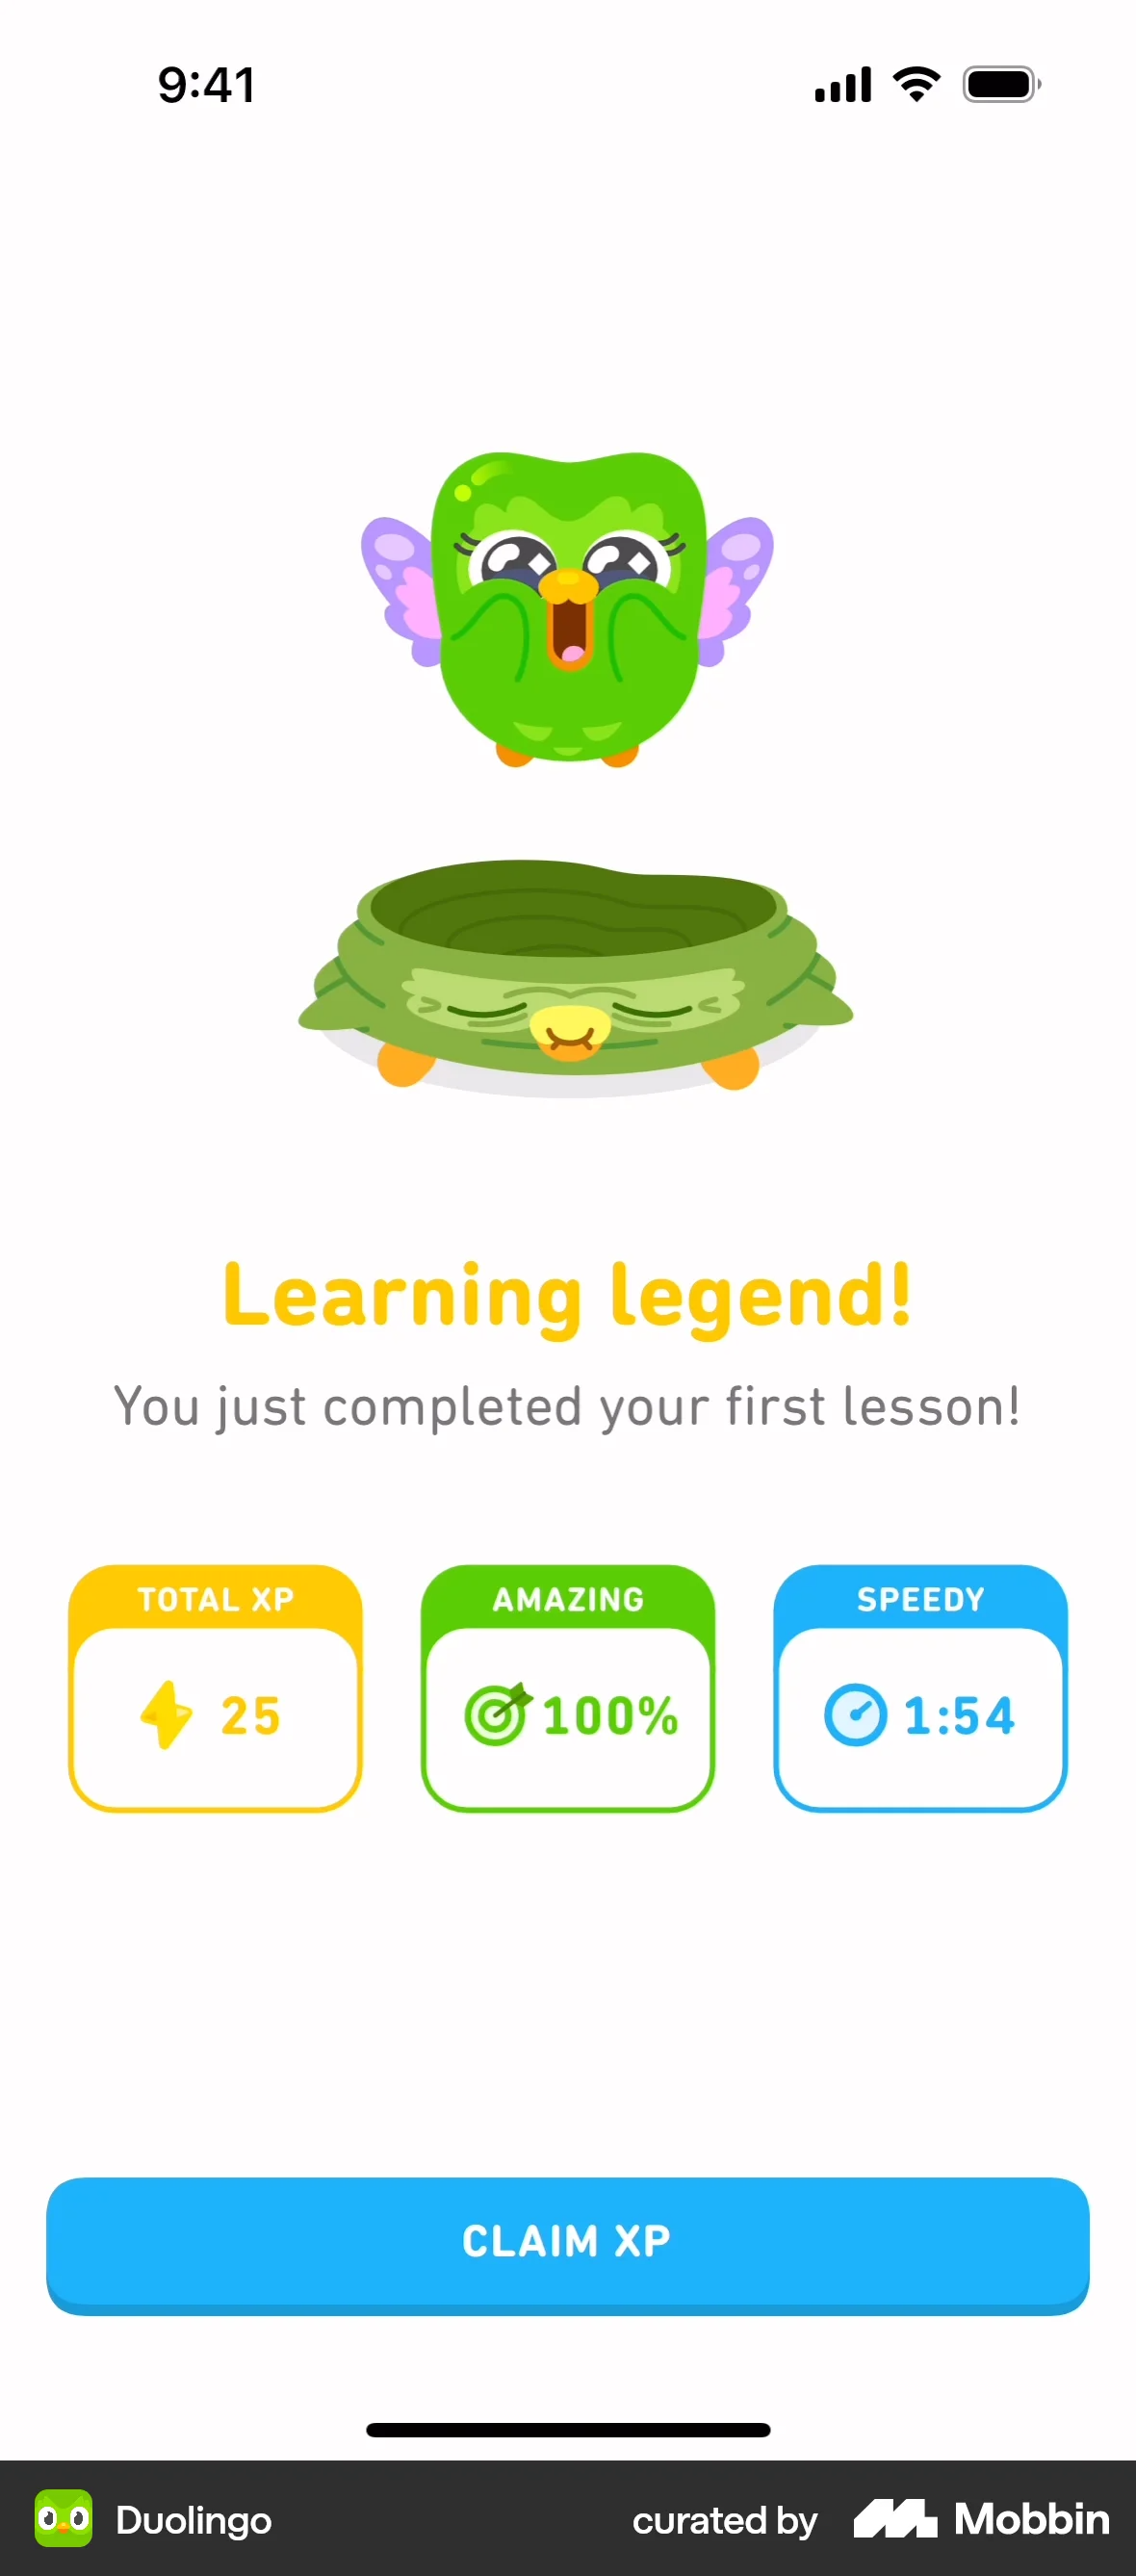 9:41
Learning legend!
You just completed your first lesson!
TOTAL XP
25
AMAZING
100%
SPEEDY
1:54
CLAIM XP
Duolingo
curated by Mobbin